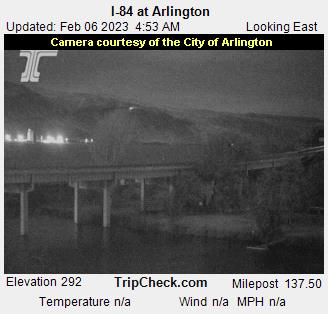 I-84 at Arlington
Updated: Feb 06 2023 4:53 AM Looking East
Camera courtesy of the City of Arlington
Elevation 292 TripCheck.com Milepost 137.50
Temperature n/a Wind n/a MPH n/a